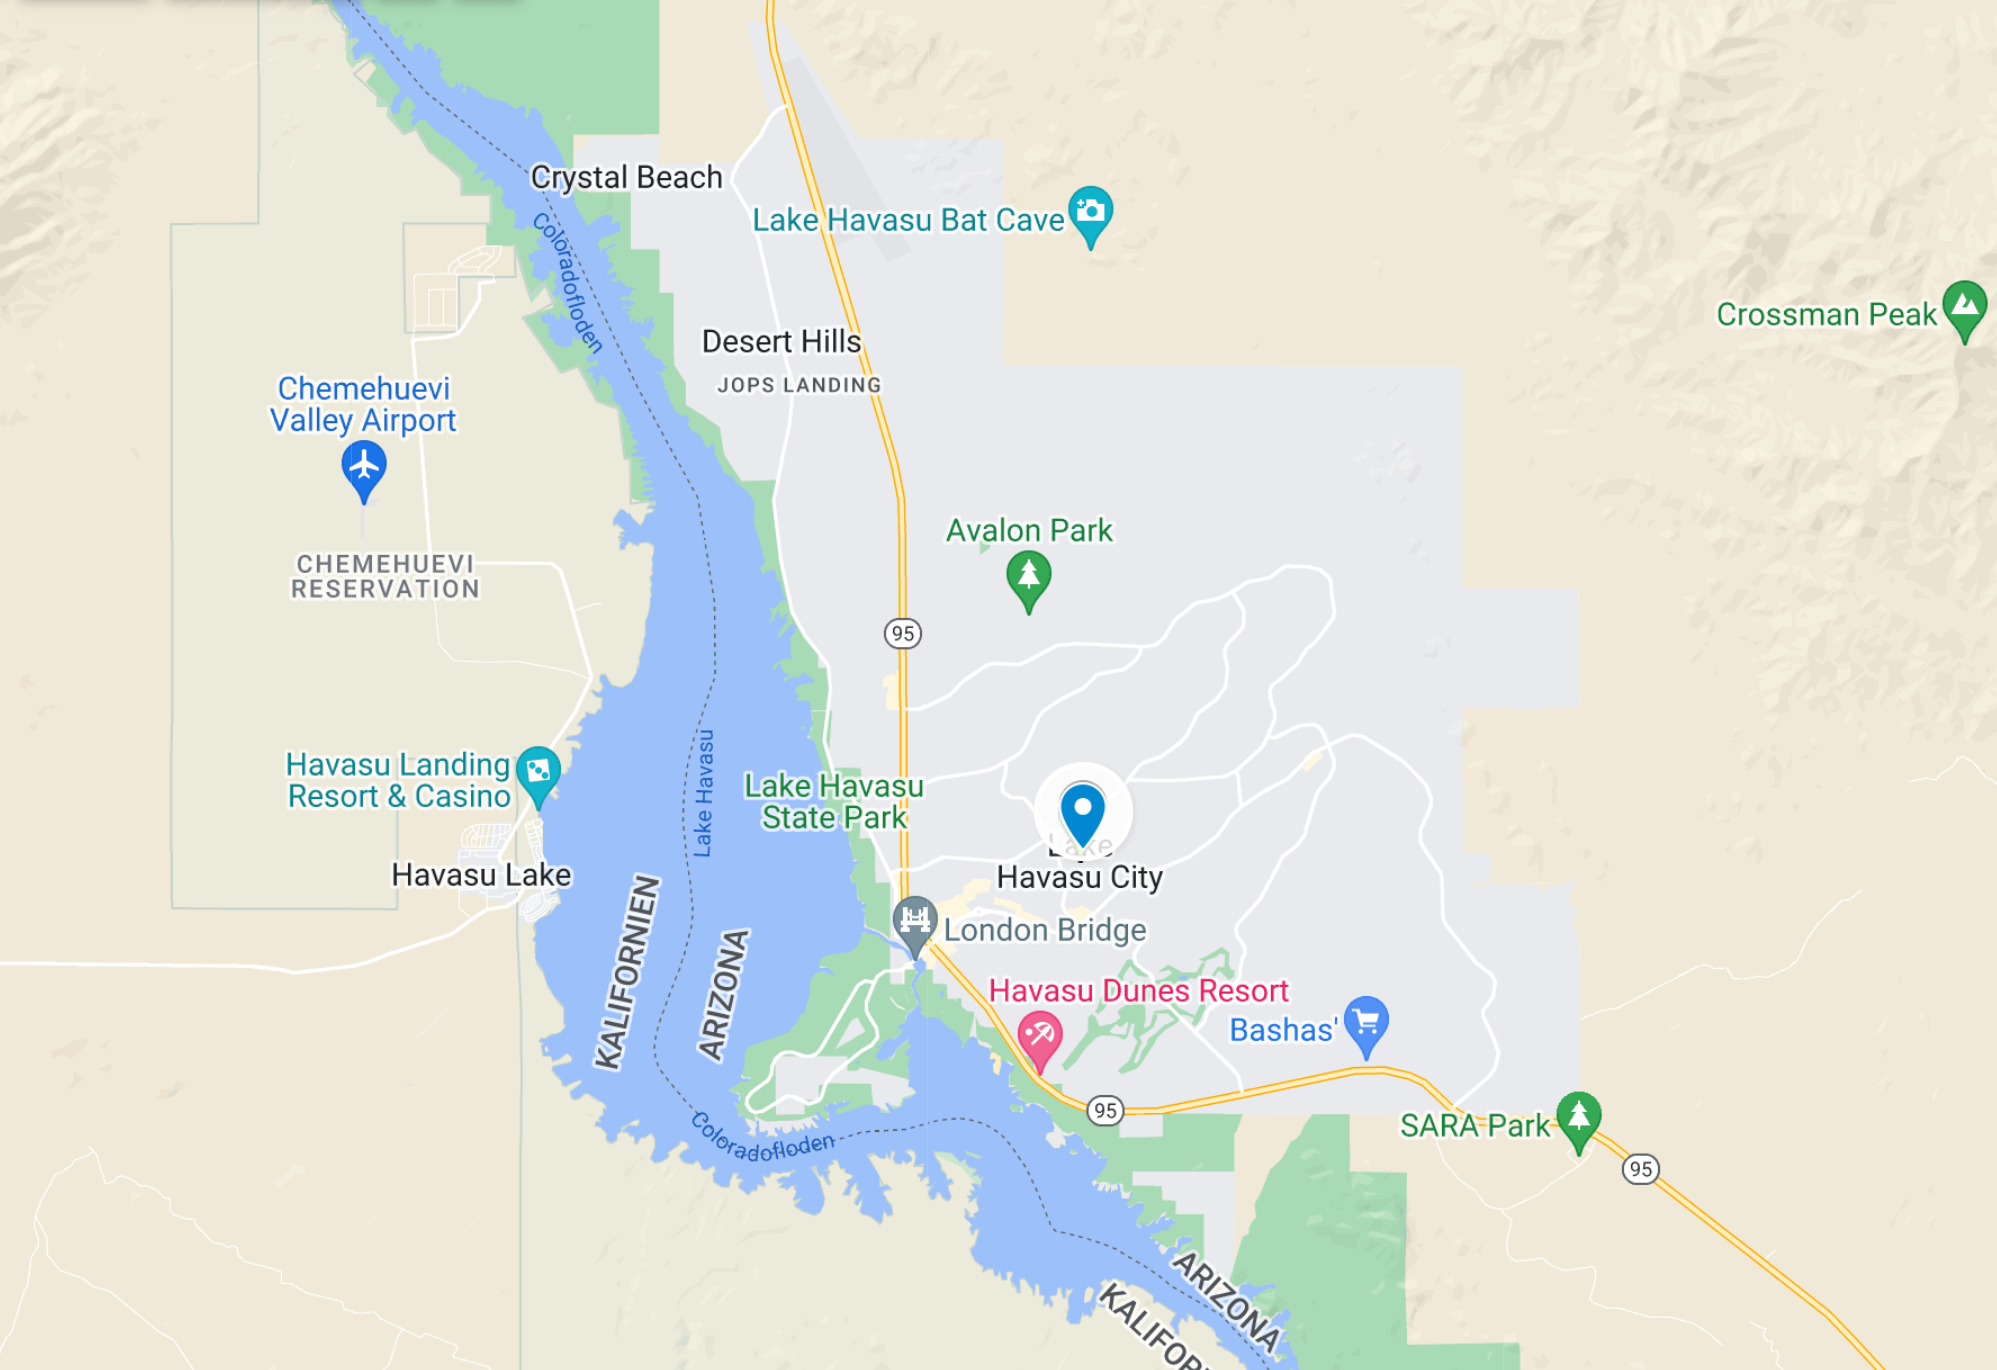 Crystal Beach
Coloradofloden
Lake Havasu Bat Cave
Crossman Peak
Desert Hills
JOPS LANDING
Chemehuevi
Valley Airport
CHEMEHUEVI
RESERVATION
Avalon Park
95
Lake Havasu
Havasu Landing
Resort & Casino
Lake Havasu
State Park
Lake
Havasu City
Havasu Lake
London Bridge
KALIFORNIEN
ARIZONA
Havasu Dunes Resort
Bashas'
95
SARA Park
95
Coloradofloden
ARIZONA
KALIFOR